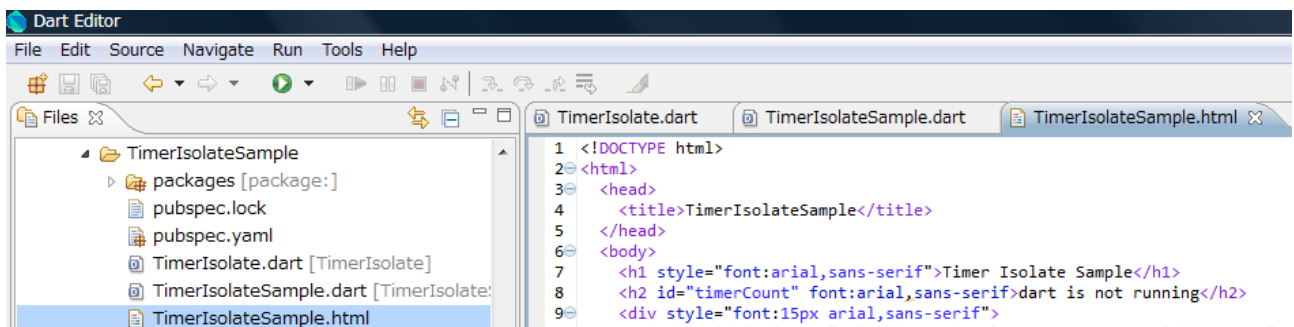 Dart Editor
File Edit Source Navigate Run Tools Help
Files
TimerIsolateSample
packages [package:]
pubspec.lock
pubspec.yaml
TimerIsolate.dart [TimerIsolate]
TimerIsolateSample.dart [TimerIsolate
TimerIsolateSample.html
TimerIsolate.dart TimerIsolateSample.dart TimerIsolateSample.html
1 <!DOCTYPE html>
2 <html>
3 <head>
4 <title>TimerIsolateSample</title>
5 </head>
6 <body>
7 <h1 style="font:arial,sans-serif">Timer Isolate Sample</h1>
8 <h2 id="timerCount" font:arial,sans-serif>dart is not running</h2>
9 <div style="font:15px arial,sans-serif">